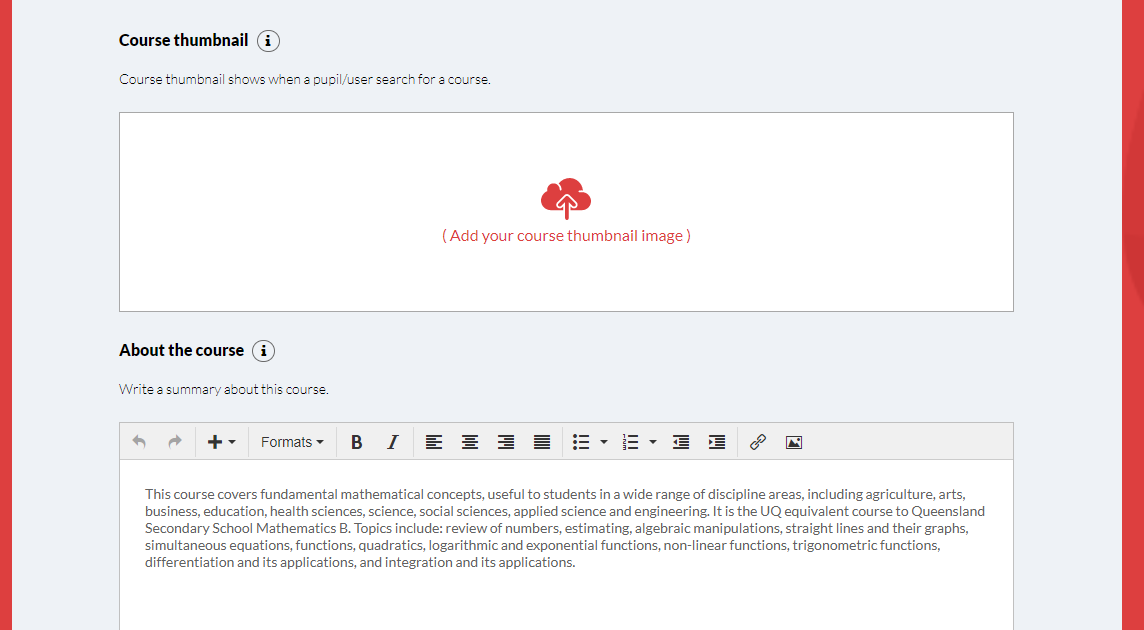 Course thumbnail
Course thumbnail shows when a pupil/user search for a course.
( Add your course thumbnail image )
About the course
Write a summary about this course.
Formats
This course covers fundamental mathematical concepts, useful to students in a wide range of discipline areas, including agriculture, arts,
business, education, health sciences, science, social sciences, applied science and engineering. It is the UQ equivalent course to Queensland
Secondary School Mathematics B. Topics include: review of numbers, estimating, algebraic manipulations, straight lines and their graphs,
simultaneous equations, functions, quadratics, logarithmic and exponential functions, non-linear functions, trigonometric functions,
differentiation and its applications, and integration and its applications.